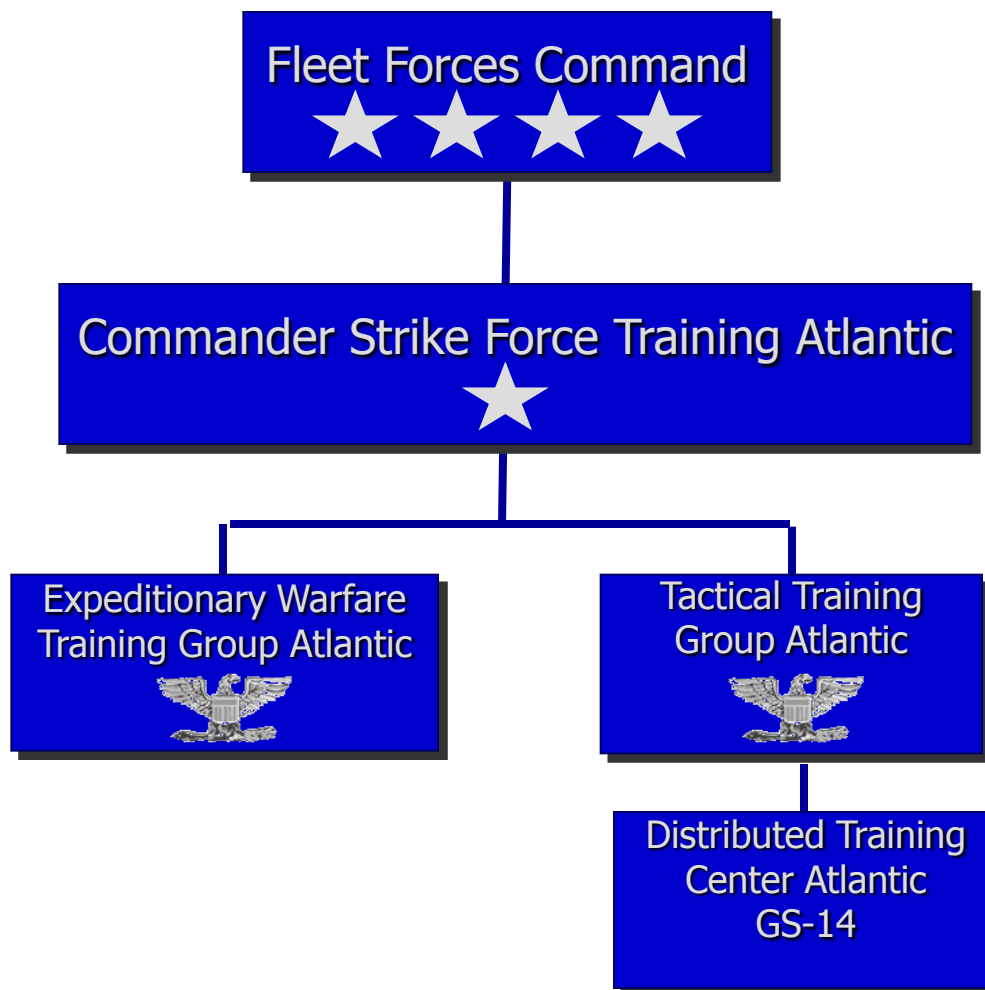 Fleet Forces Command
Commander Strike Force Training Atlantic
Expeditionary Warfare
Training Group Atlantic
Tactical Training
Group Atlantic
Distributed Training
Center Atlantic
GS-14